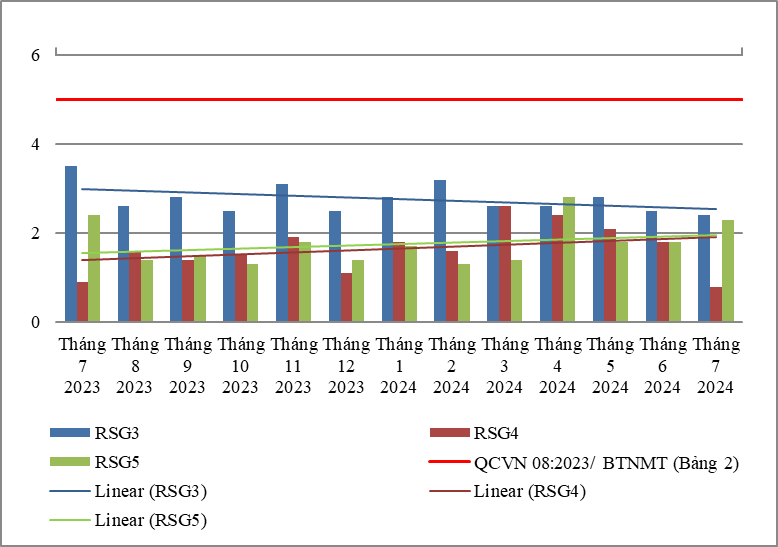 6
4
2
0
Tháng Tháng Tháng Tháng Tháng Tháng Tháng Tháng Tháng Tháng Tháng Tháng Tháng
7 8 9 10 11 12 1 2 3 4 5 6 7
2023 2023 2023 2023 2023 2023 2024 2024 2024 2024 2024 2024 2024
RSG3 RSG4
RSG5 QCVN 08:2023/ BTNMT (Bảng 2)
Linear (RSG3) Linear (RSG4)
Linear (RSG5)